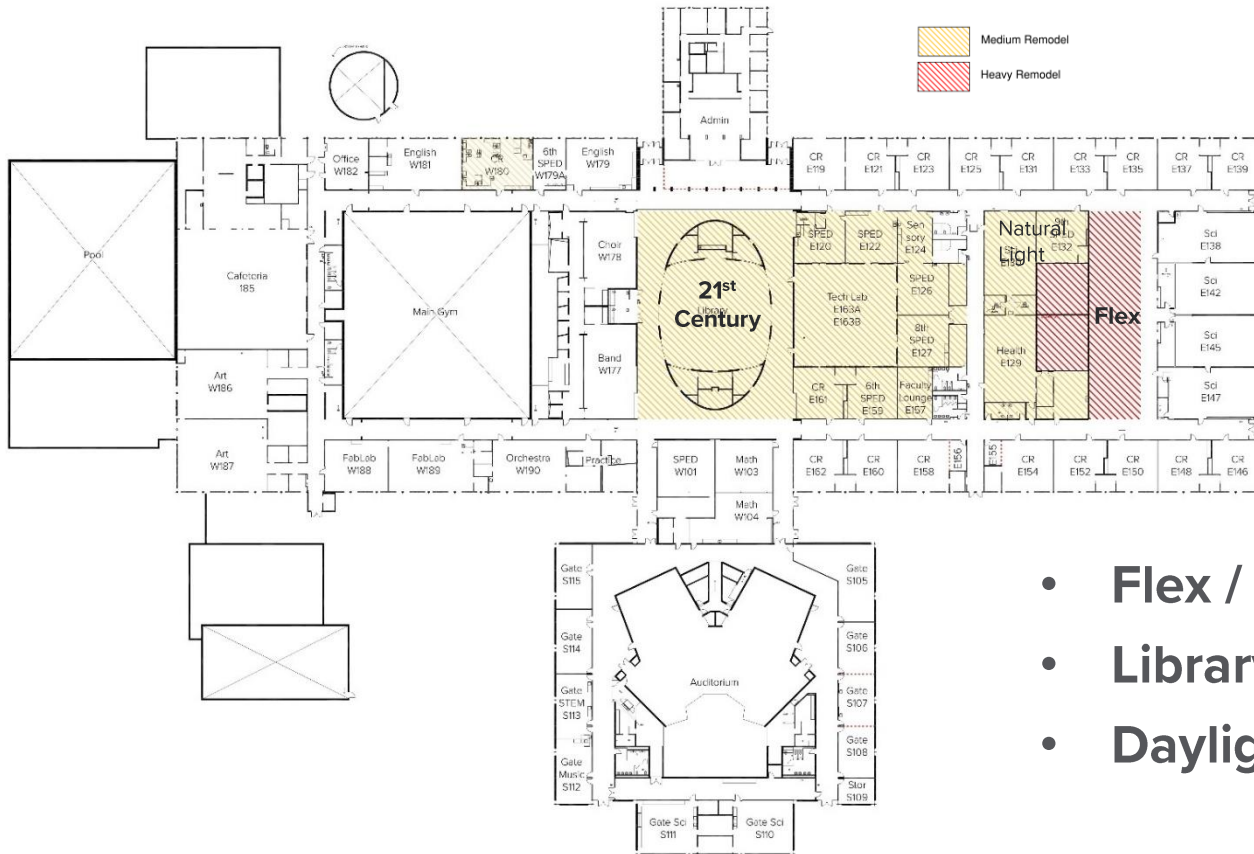 Medium Remodel
Heavy Remodel
Admin
Office
W182
English
W181
CR
W180
6th
SPED
W179A
English
W179
CR
E119
CR
E121
CR
E123
CR
E125
CR
E131
CR
E133
CR
E135
CR
E137
CR
E139
Pool
Cafeteria
185
Main Gym
Choir
W178
Band
W177
21st
Century
Library
SPED
E120
SPED
E122
Sen
sory
E124
Tech Lab
E163A
E163B
SPED
E126
8th
SPED
E127
CR
E161
6th
SPED
E159
Faculty
Lounge
E157
Natural
Light
9th
SPED
E132
Health
E129
Flex
Sci
E138
Sci
E142
Sci
E145
Sci
E147
Art
W186
Art
W187
FabLab
W188
FabLab
W189
Orchestra
W190
Practice
SPED
W101
Math
W103
Math
W104
CR
E162
CR
E160
CR
E158
E156
E155
CR
E154
CR
E152
CR
E150
CR
E148
CR
E146
Gate
S115
Gate
S114
Gate
STEM
S113
Gate
Music
S112
Auditorium
Gate
S105
Gate
S106
Gate
S107
Gate
S108
Stor
S109
Gate Sci
S111
Gate Sci
S110
• Flex /
• Library
• Daylig